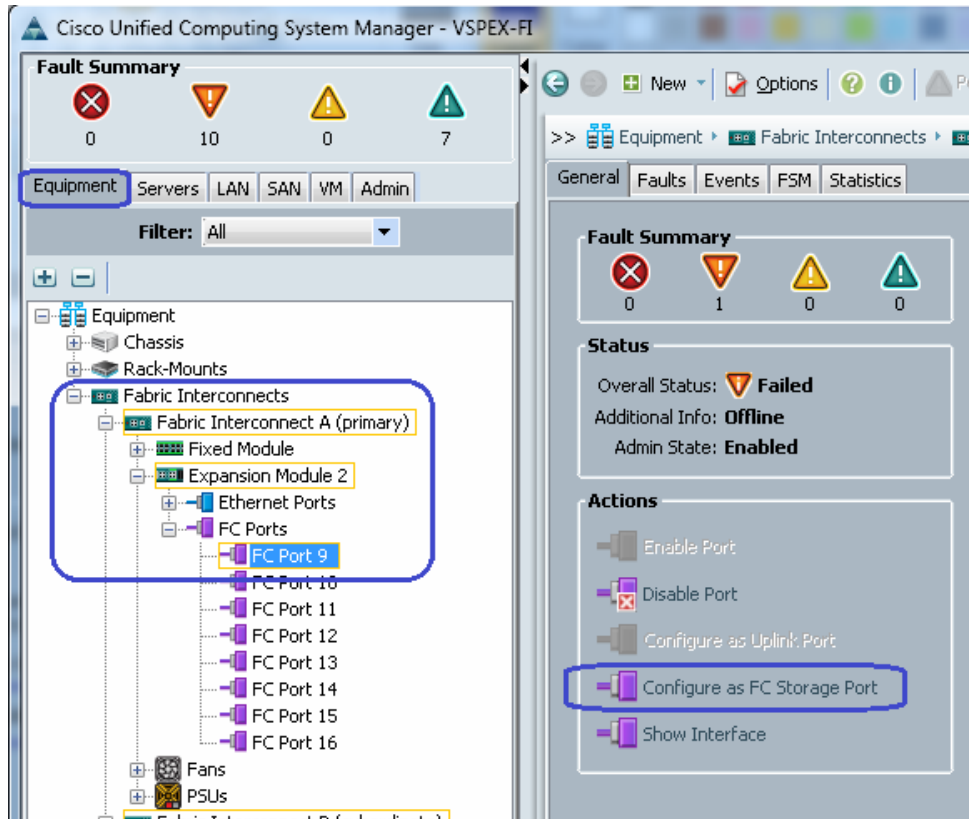 Cisco Unified Computing System Manager - VSPEX-FI
Fault Summary
0 10 0 7
Equipment Servers LAN SAN VM Admin
Filter: All
Equipment
Chassis
Rack-Mounts
Fabric Interconnects
Fabric Interconnect A (primary)
Fixed Module
Expansion Module 2
Ethernet Ports
FC Ports
FC Port 9
FC Port 10
FC Port 11
FC Port 12
FC Port 13
FC Port 14
FC Port 15
FC Port 16
Fans
PSUs
New Options
>> Equipment Fabric Interconnects
General Faults Events FSM Statistics
Fault Summary
0 1 0 0
Status
Overall Status: Failed
Additional Info: Offline
Admin State: Enabled
Actions
Enable Port
Disable Port
Configure as Uplink Port
Configure as FC Storage Port
Show Interface